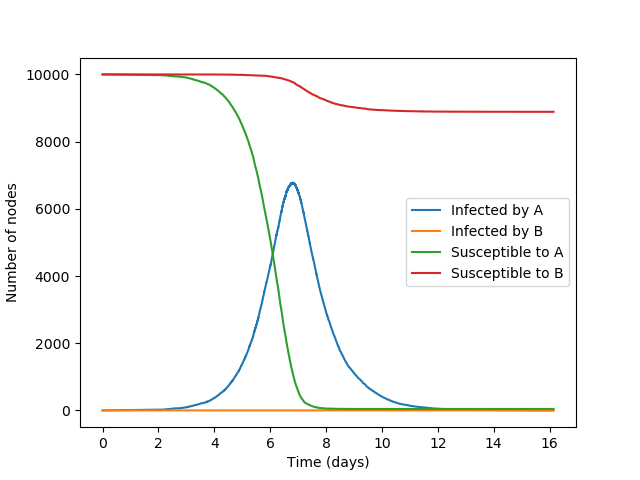 10000
8000
6000
4000
2000
0
Number of nodes
Infected by A
Infected by B
Susceptible to A
Susceptible to B
0 2 4 6 8 10 12 14 16
Time (days)